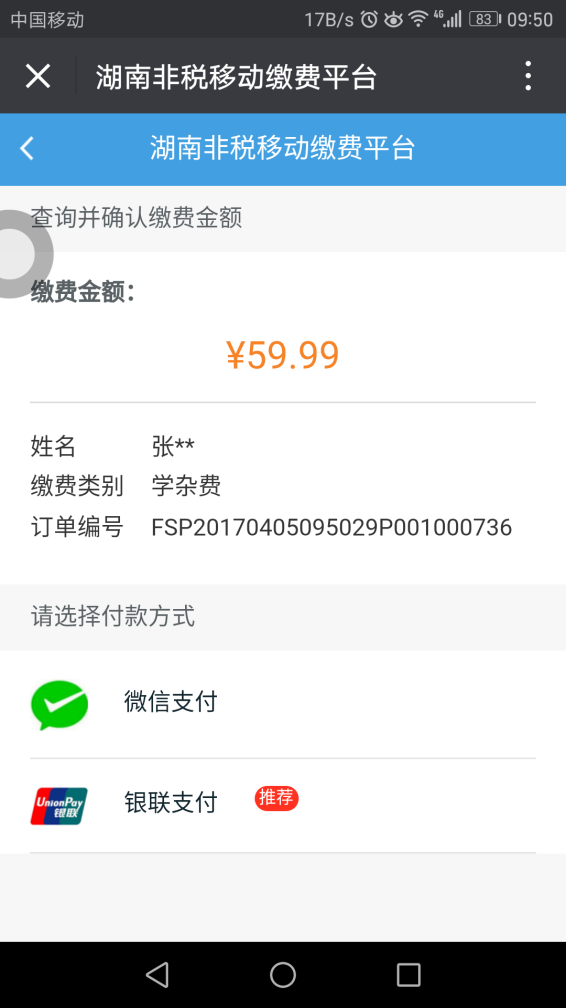 中国移动 17B/s 4G 83 09:50
湖南非税移动缴费平台
湖南非税移动缴费平台
查询并确认缴费金额
缴费金额：
¥59.99
姓名 张**
缴费类别 学杂费
订单编号 FSP20170405095029P001000736
请选择付款方式
微信支付
UnionPay
银联
银联支付 推荐